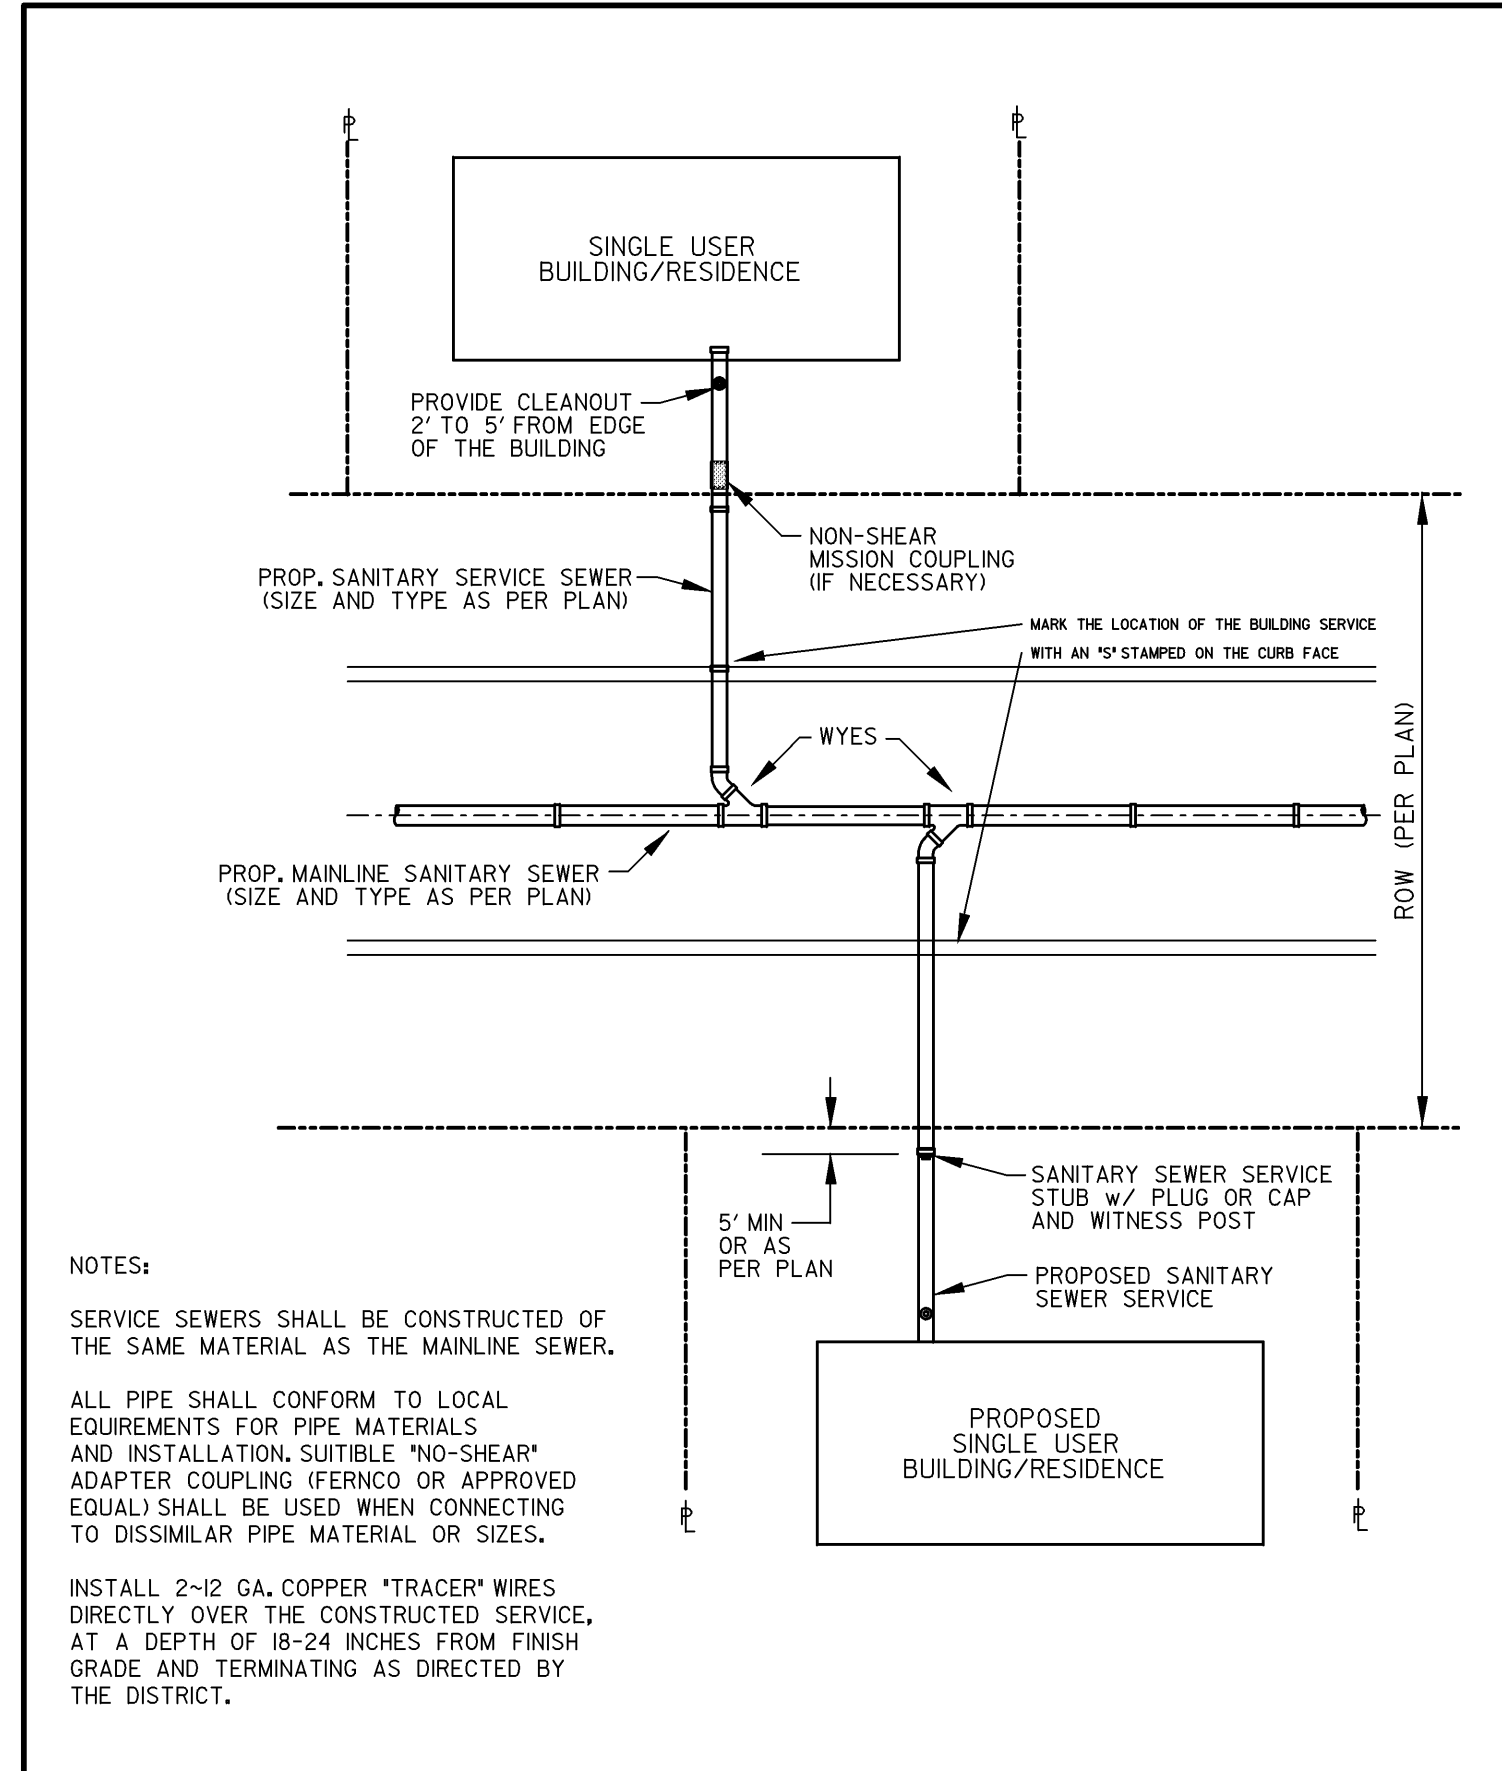 ℄
℄
SINGLE USER
BUILDING/RESIDENCE
PROVIDE CLEANOUT
2' TO 5' FROM EDGE
OF THE BUILDING
NON-SHEAR
MISSION COUPLING
(IF NECESSARY)
PROP. SANITARY SERVICE SEWER
(SIZE AND TYPE AS PER PLAN)
MARK THE LOCATION OF THE BUILDING SERVICE
WITH AN "S" STAMPED ON THE CURB FACE
WYES
ROW (PER PLAN)
PROP. MAINLINE SANITARY SEWER
(SIZE AND TYPE AS PER PLAN)
SANITARY SEWER SERVICE
STUB w/ PLUG OR CAP
AND WITNESS POST
5' MIN
OR AS
PER PLAN
PROPOSED SANITARY
SEWER SERVICE
PROPOSED
SINGLE USER
BUILDING/RESIDENCE
PL
PL
NOTES:
SERVICE SEWERS SHALL BE CONSTRUCTED OF
THE SAME MATERIAL AS THE MAINLINE SEWER.
ALL PIPE SHALL CONFORM TO LOCAL
EQUIREMENTS FOR PIPE MATERIALS
AND INSTALLATION. SUITIBLE "NO-SHEAR"
ADAPTER COUPLING (FERNCO OR APPROVED
EQUAL) SHALL BE USED WHEN CONNECTING
TO DISSIMILAR PIPE MATERIAL OR SIZES.
INSTALL 2~12 GA. COPPER "TRACER" WIRES
DIRECTLY OVER THE CONSTRUCTED SERVICE,
AT A DEPTH OF 18-24 INCHES FROM FINISH
GRADE AND TERMINATING AS DIRECTED BY
THE DISTRICT.